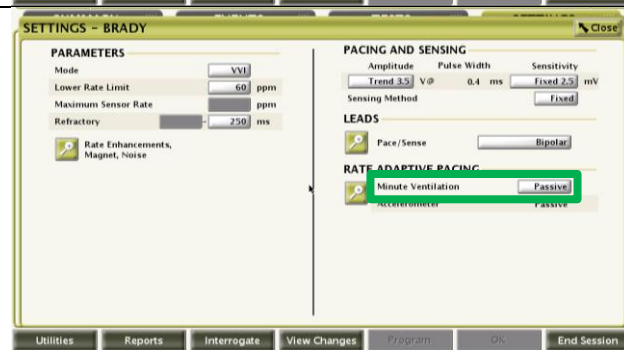 SETTINGS - BRADY
Close
PARAMETERS
Mode VVI
Lower Rate Limit 60 ppm
Maximum Sensor Rate ppm
Refractory - 250 ms
Rate Enhancements,
Magnet, Noise
PACING AND SENSING
Amplitude Pulse Width Sensitivity
Trend 3.5 V@ 0.4 ms Fixed 2.5 mV
Sensing Method Fixed
LEADS
Pace/Sense Bipolar
RATE ADAPTIVE PACING
Minute Ventilation Passive
Accelerometer Passive
Utilities Reports Interrogate View Changes Program OK End Session